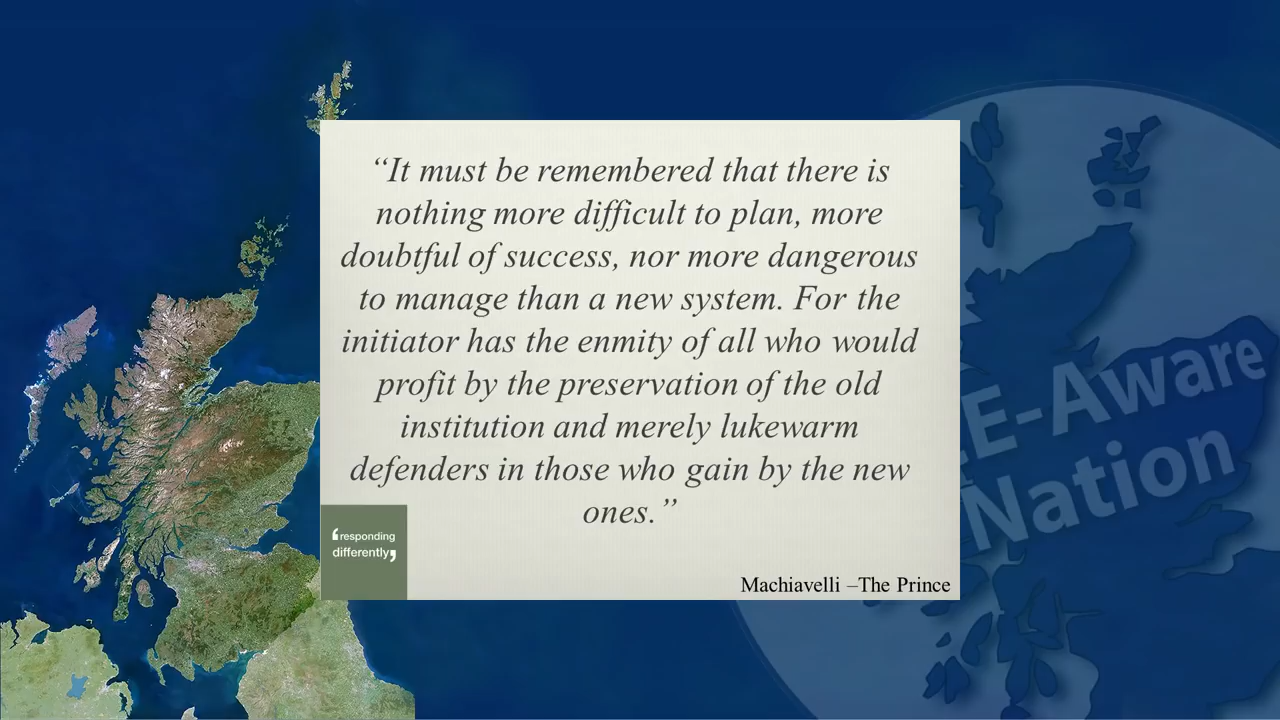 “It must be remembered that there is
nothing more difficult to plan, more
doubtful of success, nor more dangerous
to manage than a new system. For the
initiator has the enmity of all who would
profit by the preservation of the old
institution and merely lukewarm
defenders in those who gain by the new
ones.”
‘responding
differently’
Machiavelli –The Prince
E-Aware
Nation